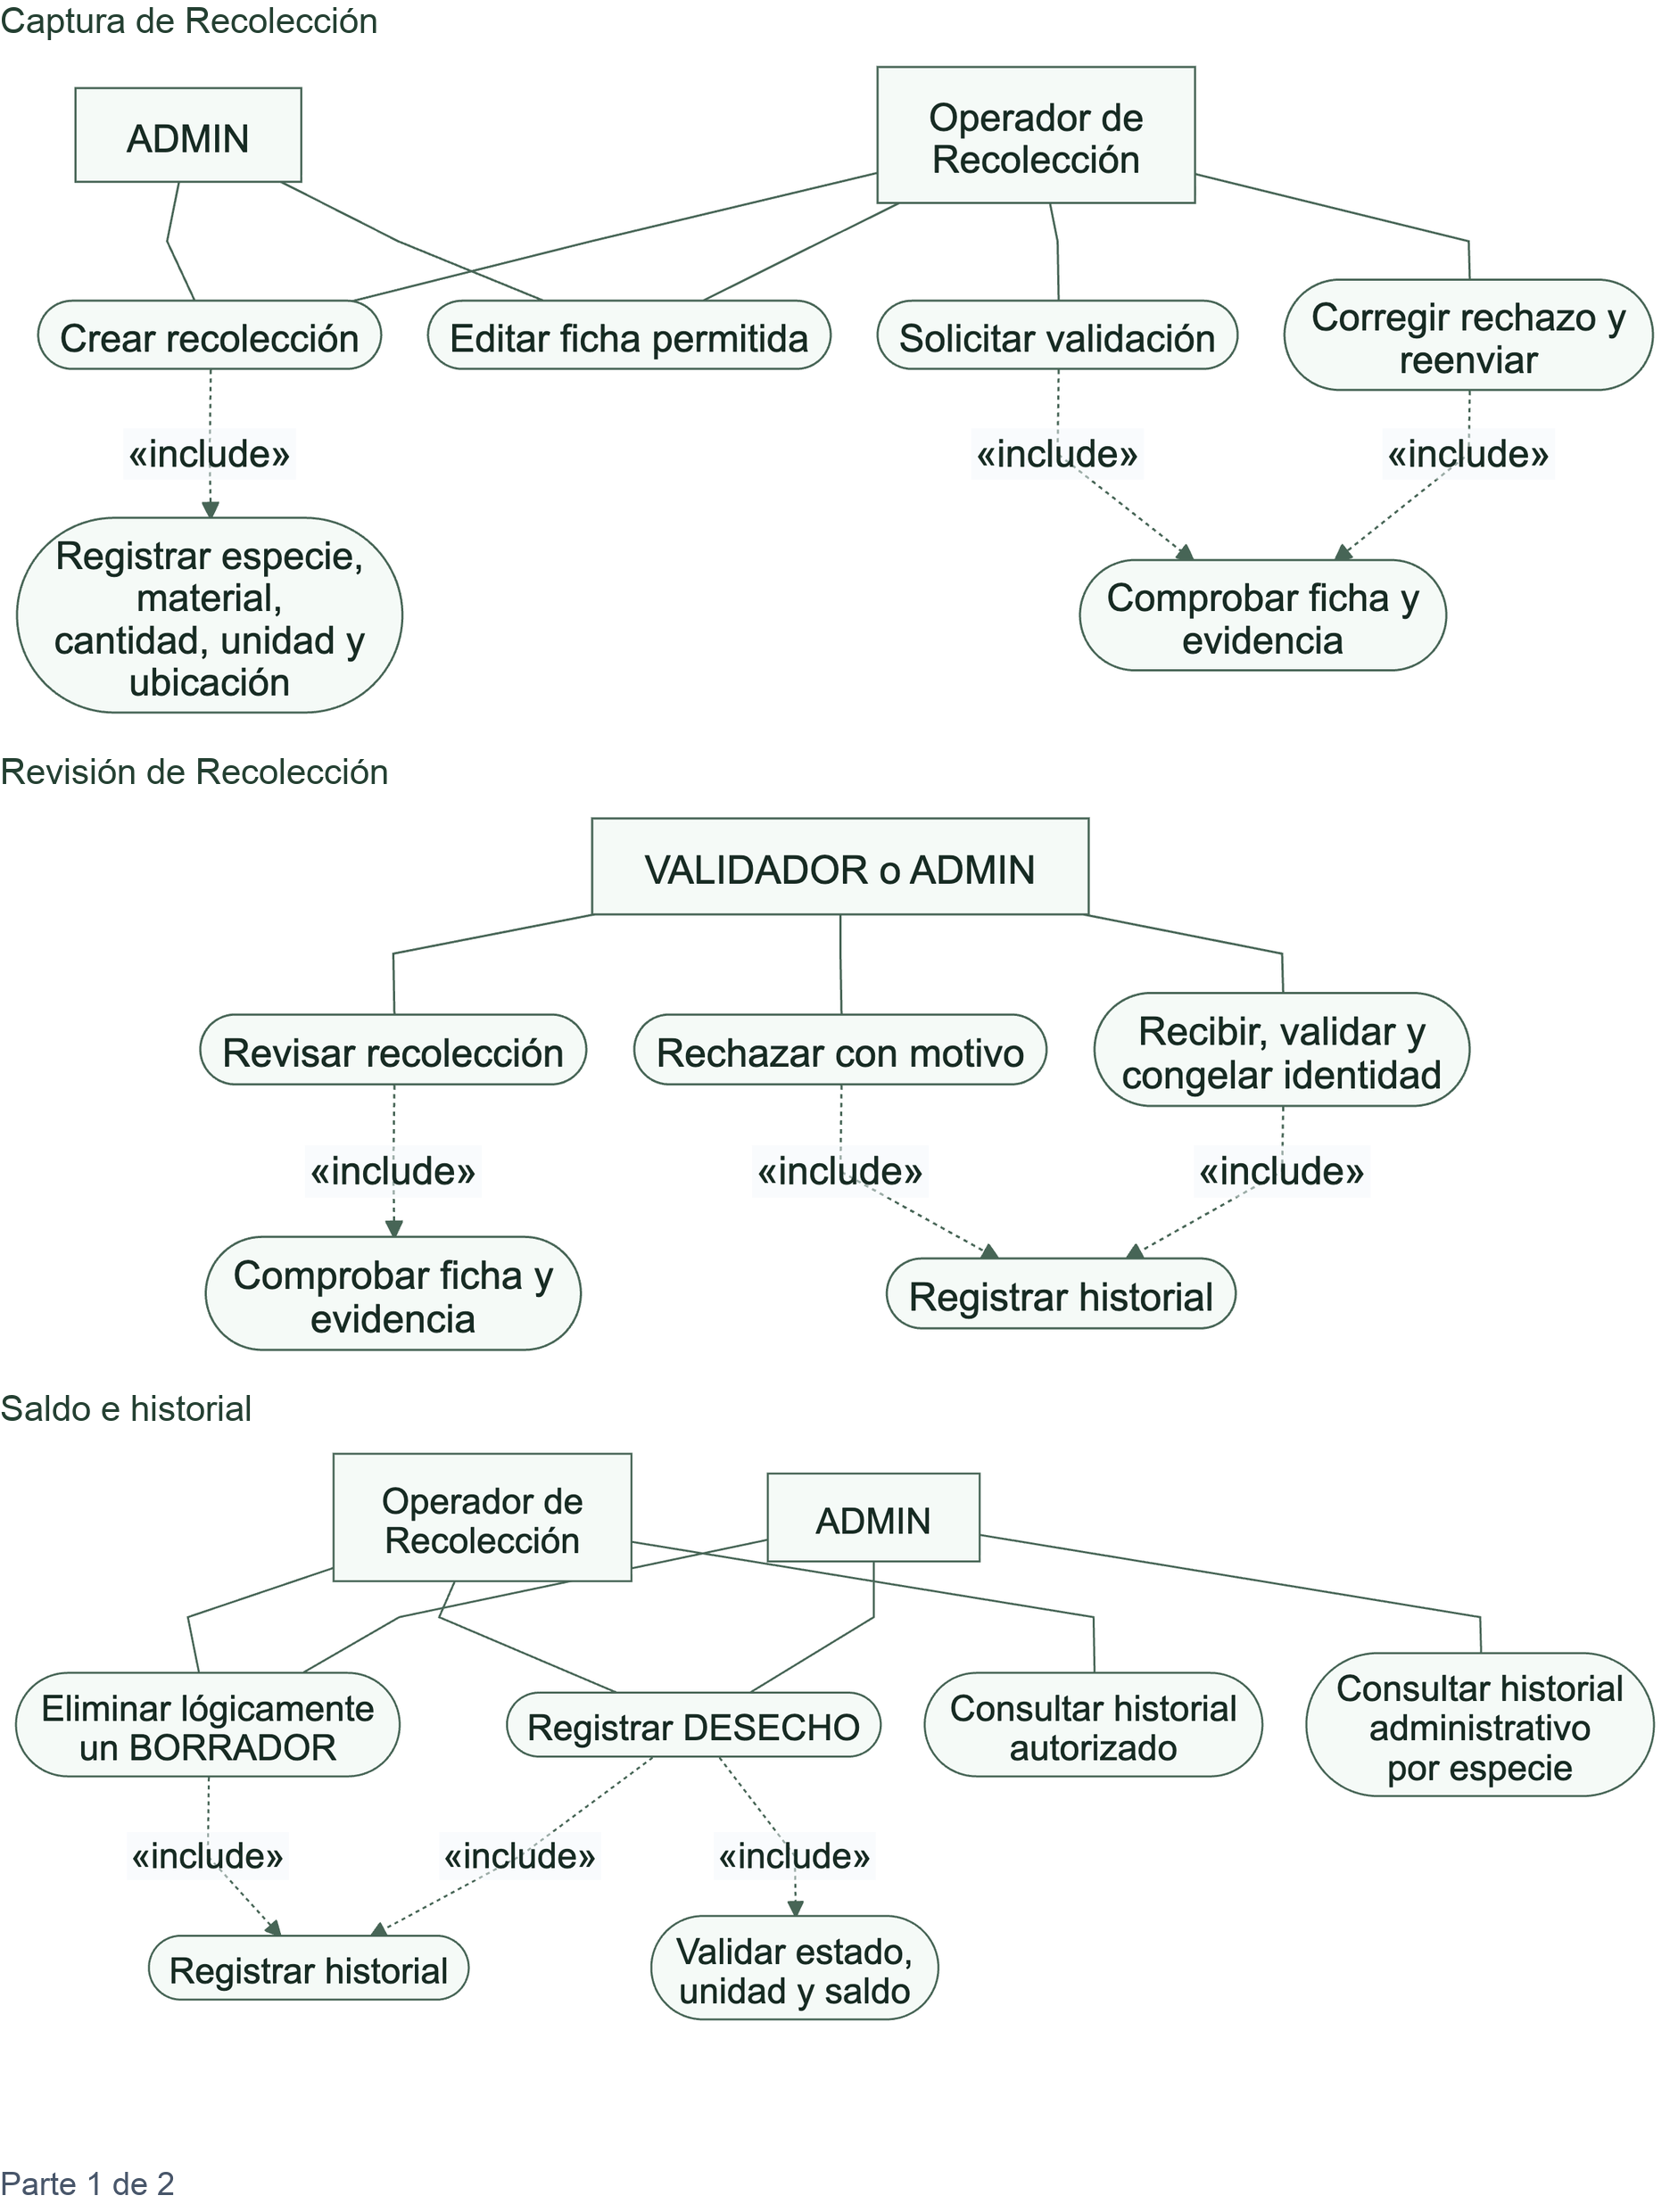 Captura de Recolección
ADMIN
Operador de
Recolección
Crear recolección
Editar ficha permitida
Solicitar validación
Corregir rechazo y
reenviar
«include»
«include»
«include»
Registrar especie,
material,
cantidad, unidad y
ubicación
Comprobar ficha y
evidencia
Revisión de Recolección
VALIDADOR o ADMIN
Revisar recolección
Rechazar con motivo
Recibir, validar y
congelar identidad
«include»
«include»
«include»
Comprobar ficha y
evidencia
Registrar historial
Saldo e historial
Operador de
Recolección
ADMIN
Eliminar lógicamente
un BORRADOR
Registrar DESECHO
Consultar historial
autorizado
Consultar historial
administrativo
por especie
«include»
«include»
«include»
Registrar historial
Validar estado,
unidad y saldo
Parte 1 de 2